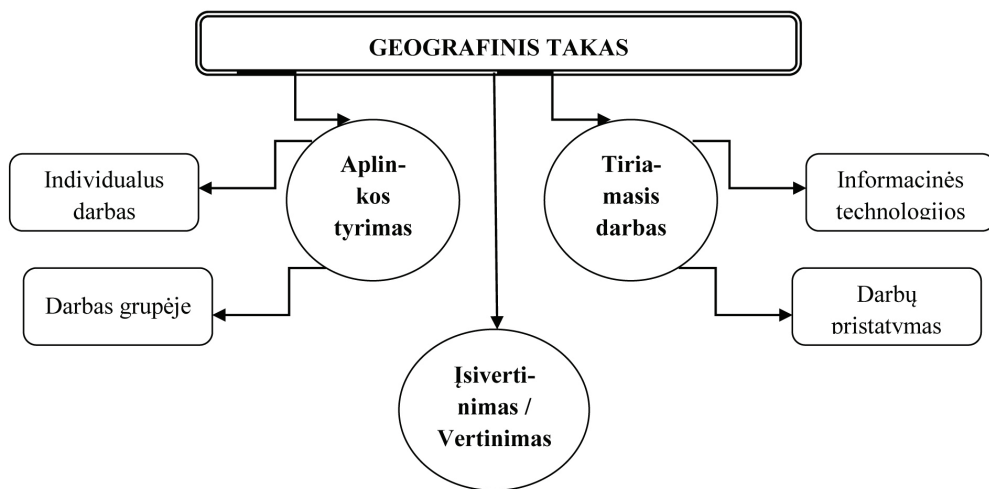 GEOGRAFINIS TAKAS
Aplin-
kos
tyrimas
Tiria-
masis
darbas
Individualus
darbas
Informacinės
technologijos
Darbas grupėje
Darbų
pristatymas
Įsiverti-
nimas /
Vertinimas